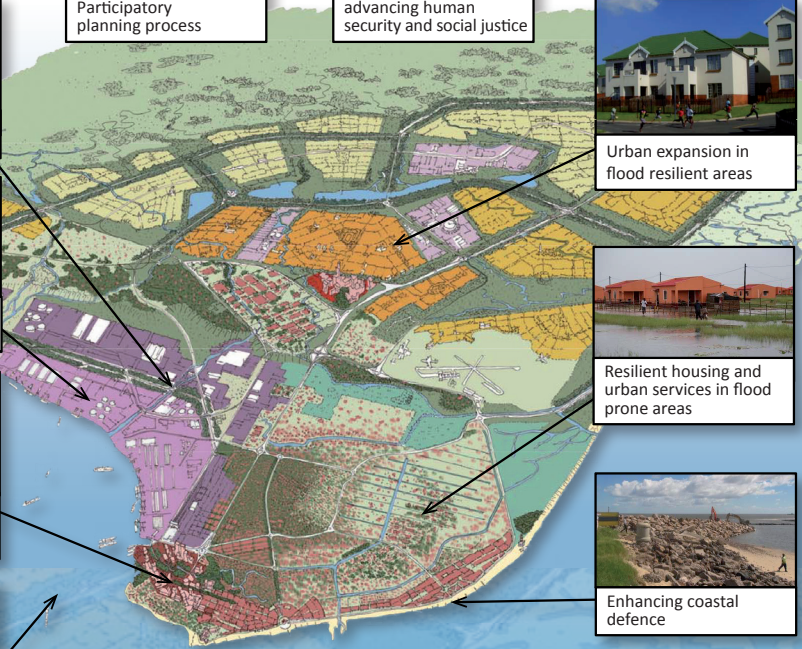 Participatory
planning process
advancing human
security and social justice
Urban expansion in
flood resilient areas
Resilient housing and
urban services in flood
prone areas
Enhancing coastal
defence